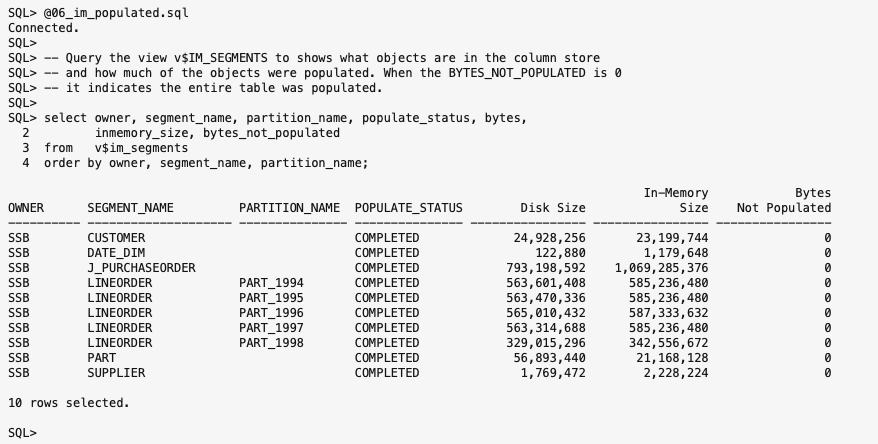 SQL> @06_im_populated.sql
Connected.
SQL>
SQL> -- Query the view v$IM_SEGMENTS to shows what objects are in the column store
SQL> -- and how much of the objects were populated. When the BYTES_NOT_POPULATED is 0
SQL> -- it indicates the entire table was populated.
SQL>
SQL> select owner, segment_name, partition_name, populate_status, bytes,
  2         inmemory_size, bytes_not_populated
  3  from   v$im_segments
  4  order by owner, segment_name, partition_name;
                                                                                        In-Memory            Bytes
OWNER      SEGMENT_NAME         PARTITION_NAME  POPULATE_STATUS        Disk Size             Size    Not Populated
---------- -------------------- --------------- --------------- ---------------- ---------------- ----------------
SSB        CUSTOMER                             COMPLETED             24,928,256       23,199,744                0
SSB        DATE_DIM                             COMPLETED                122,880        1,179,648                0
SSB        J_PURCHASEORDER                      COMPLETED            793,198,592    1,069,285,376                0
SSB        LINEORDER            PART_1994       COMPLETED            563,601,408      585,236,480                0
SSB        LINEORDER            PART_1995       COMPLETED            563,470,336      585,236,480                0
SSB        LINEORDER            PART_1996       COMPLETED            565,010,432      587,333,632                0
SSB        LINEORDER            PART_1997       COMPLETED            563,314,688      585,236,480                0
SSB        LINEORDER            PART_1998       COMPLETED            329,015,296      342,556,672                0
SSB        PART                                 COMPLETED             56,893,440       21,168,128                0
SSB        SUPPLIER                             COMPLETED              1,769,472        2,228,224                0
10 rows selected.
SQL>